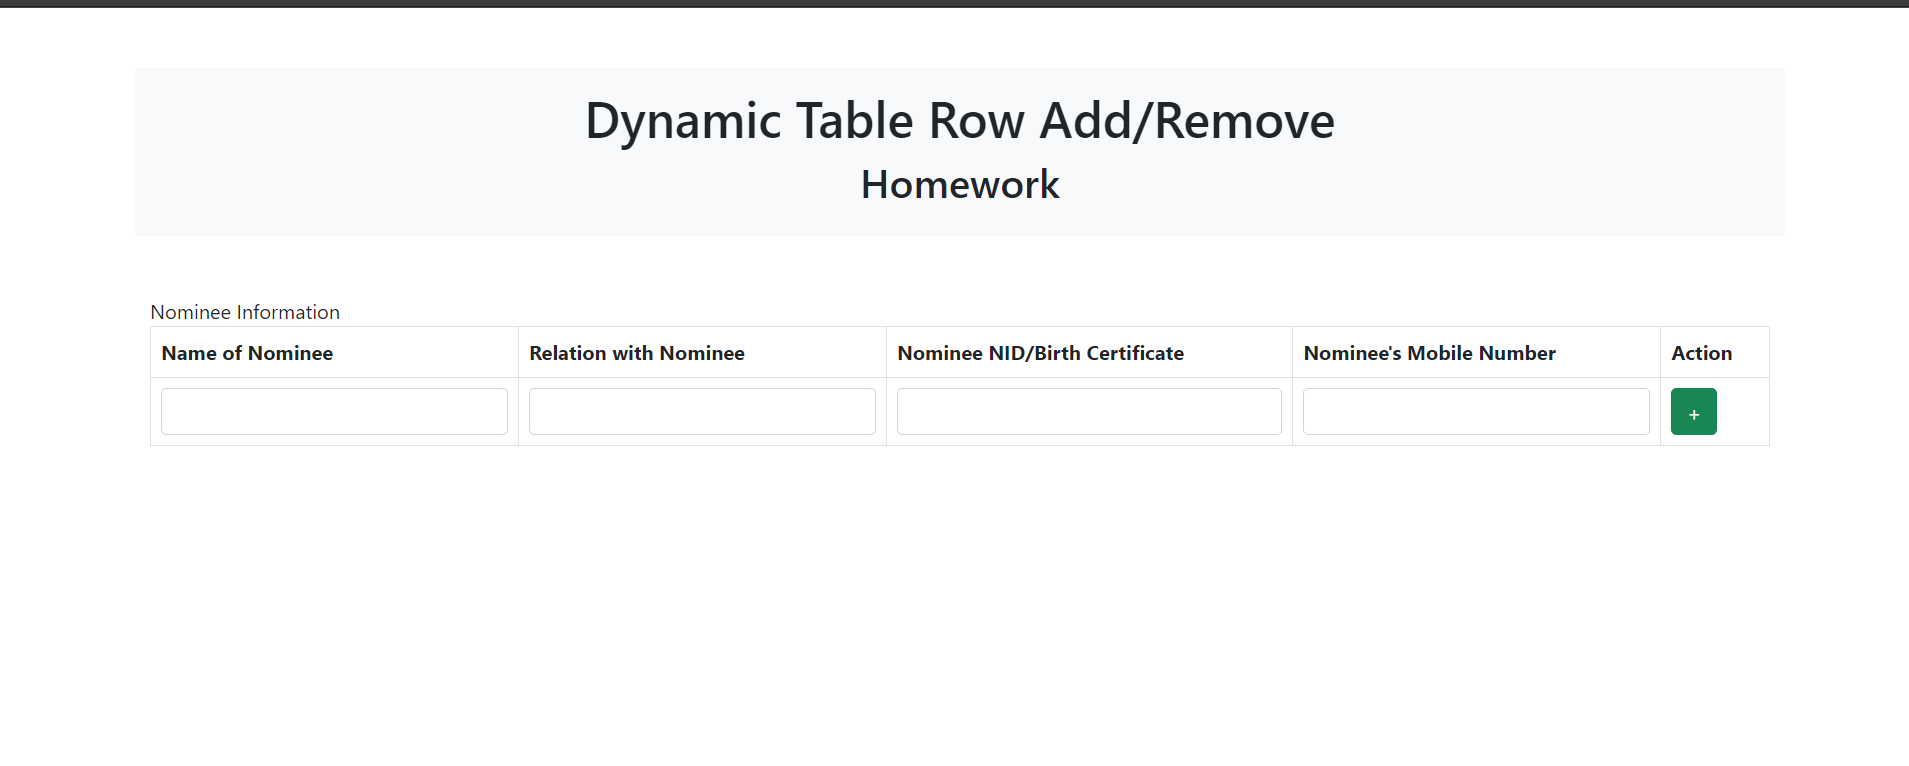 Dynamic Table Row Add/Remove
Homework
Nominee Information
Name of Nominee Relation with Nominee Nominee NID/Birth Certificate Nominee's Mobile Number Action
+